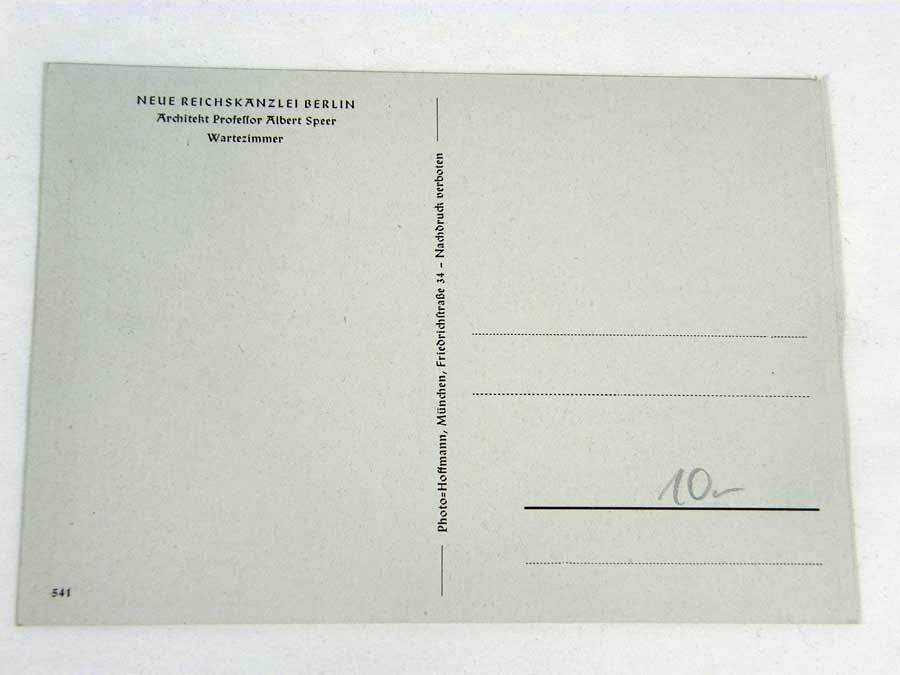 NEUE REICHSKANZLEI BERLIN
Architekt Profeſſor Albert Speer
Wartezimmer
Photo=Hoffmann, München, Friedrichſtraße 34 - Nachdruck verboten
10.-
541